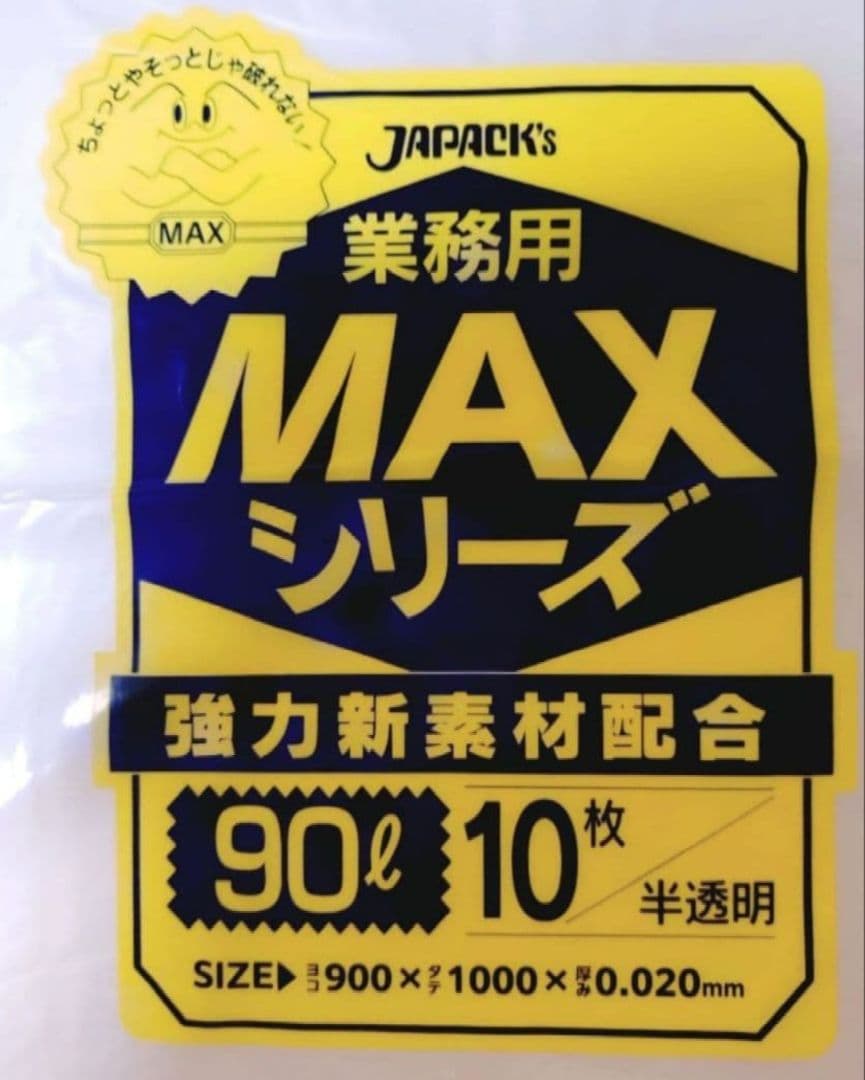 ちょっとやそっとじゃ破れない!
MAX
JAPACK's
業務用
MAX
シリーズ
強力新素材配合
90ℓ
10枚
半透明
SIZE▶ヨコ900×タテ1000×厚み0.020mm